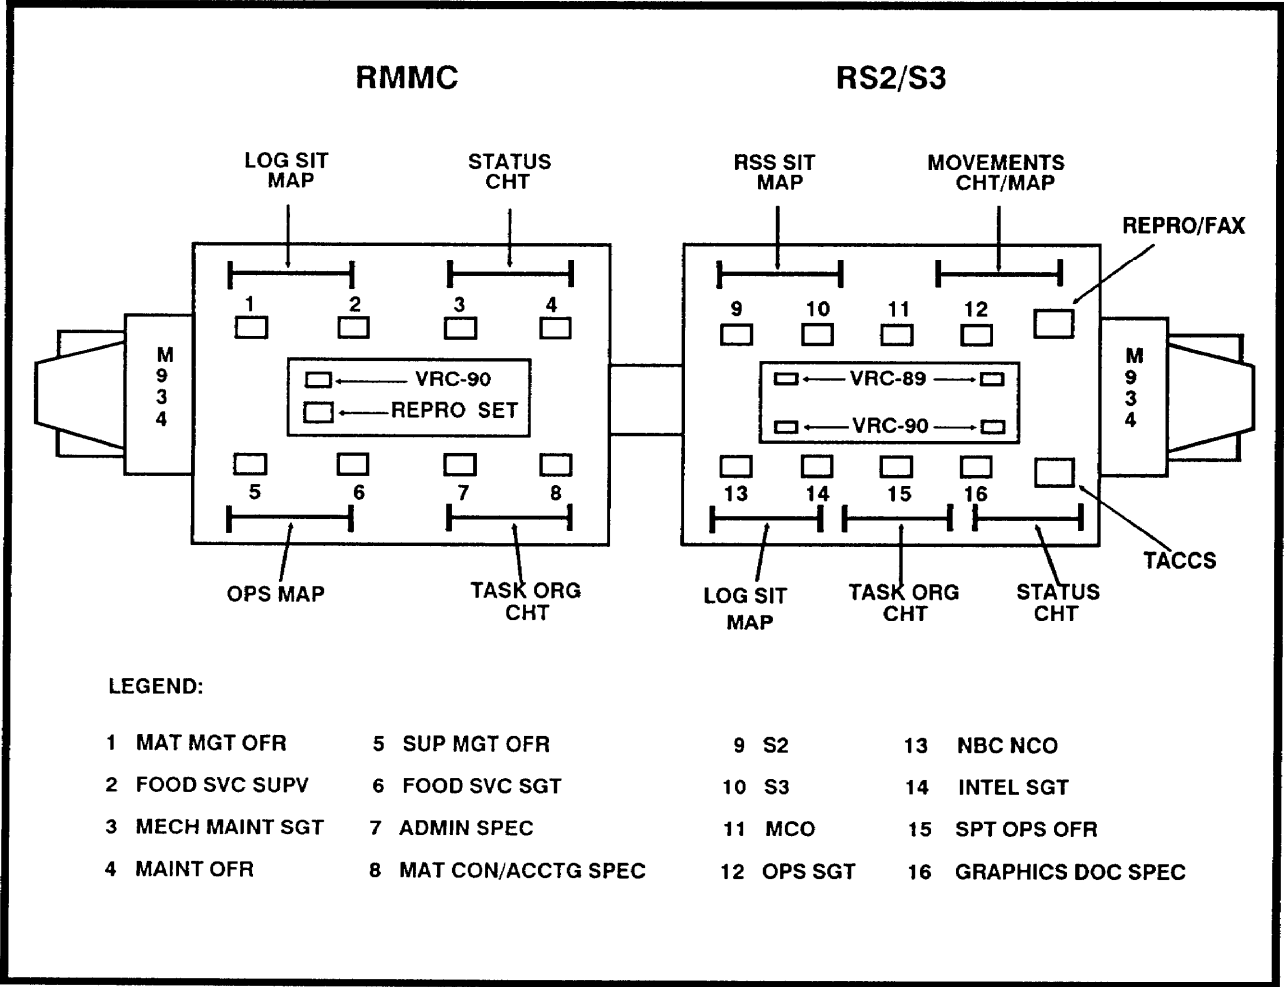 RMMC
RS2/S3
LOG SIT
MAP
STATUS
CHT
RSS SIT
MAP
MOVEMENTS
CHT/MAP
REPRO/FAX
1 2 3 4
9 10 11 12
M
9
3
4
VRC-90
REPRO SET
VRC-89
VRC-90
M
9
3
4
5 6 7 8
13 14 15 16
OPS MAP
TASK ORG
CHT
LOG SIT
MAP
TASK ORG
CHT
STATUS
CHT
TACCS
LEGEND:
1 MAT MGT OFR
2 FOOD SVC SUPV
3 MECH MAINT SGT
4 MAINT OFR
5 SUP MGT OFR
6 FOOD SVC SGT
7 ADMIN SPEC
8 MAT CON/ACCTG SPEC
9 S2
10 S3
11 MCO
12 OPS SGT
13 NBC NCO
14 INTEL SGT
15 SPT OPS OFR
16 GRAPHICS DOC SPEC